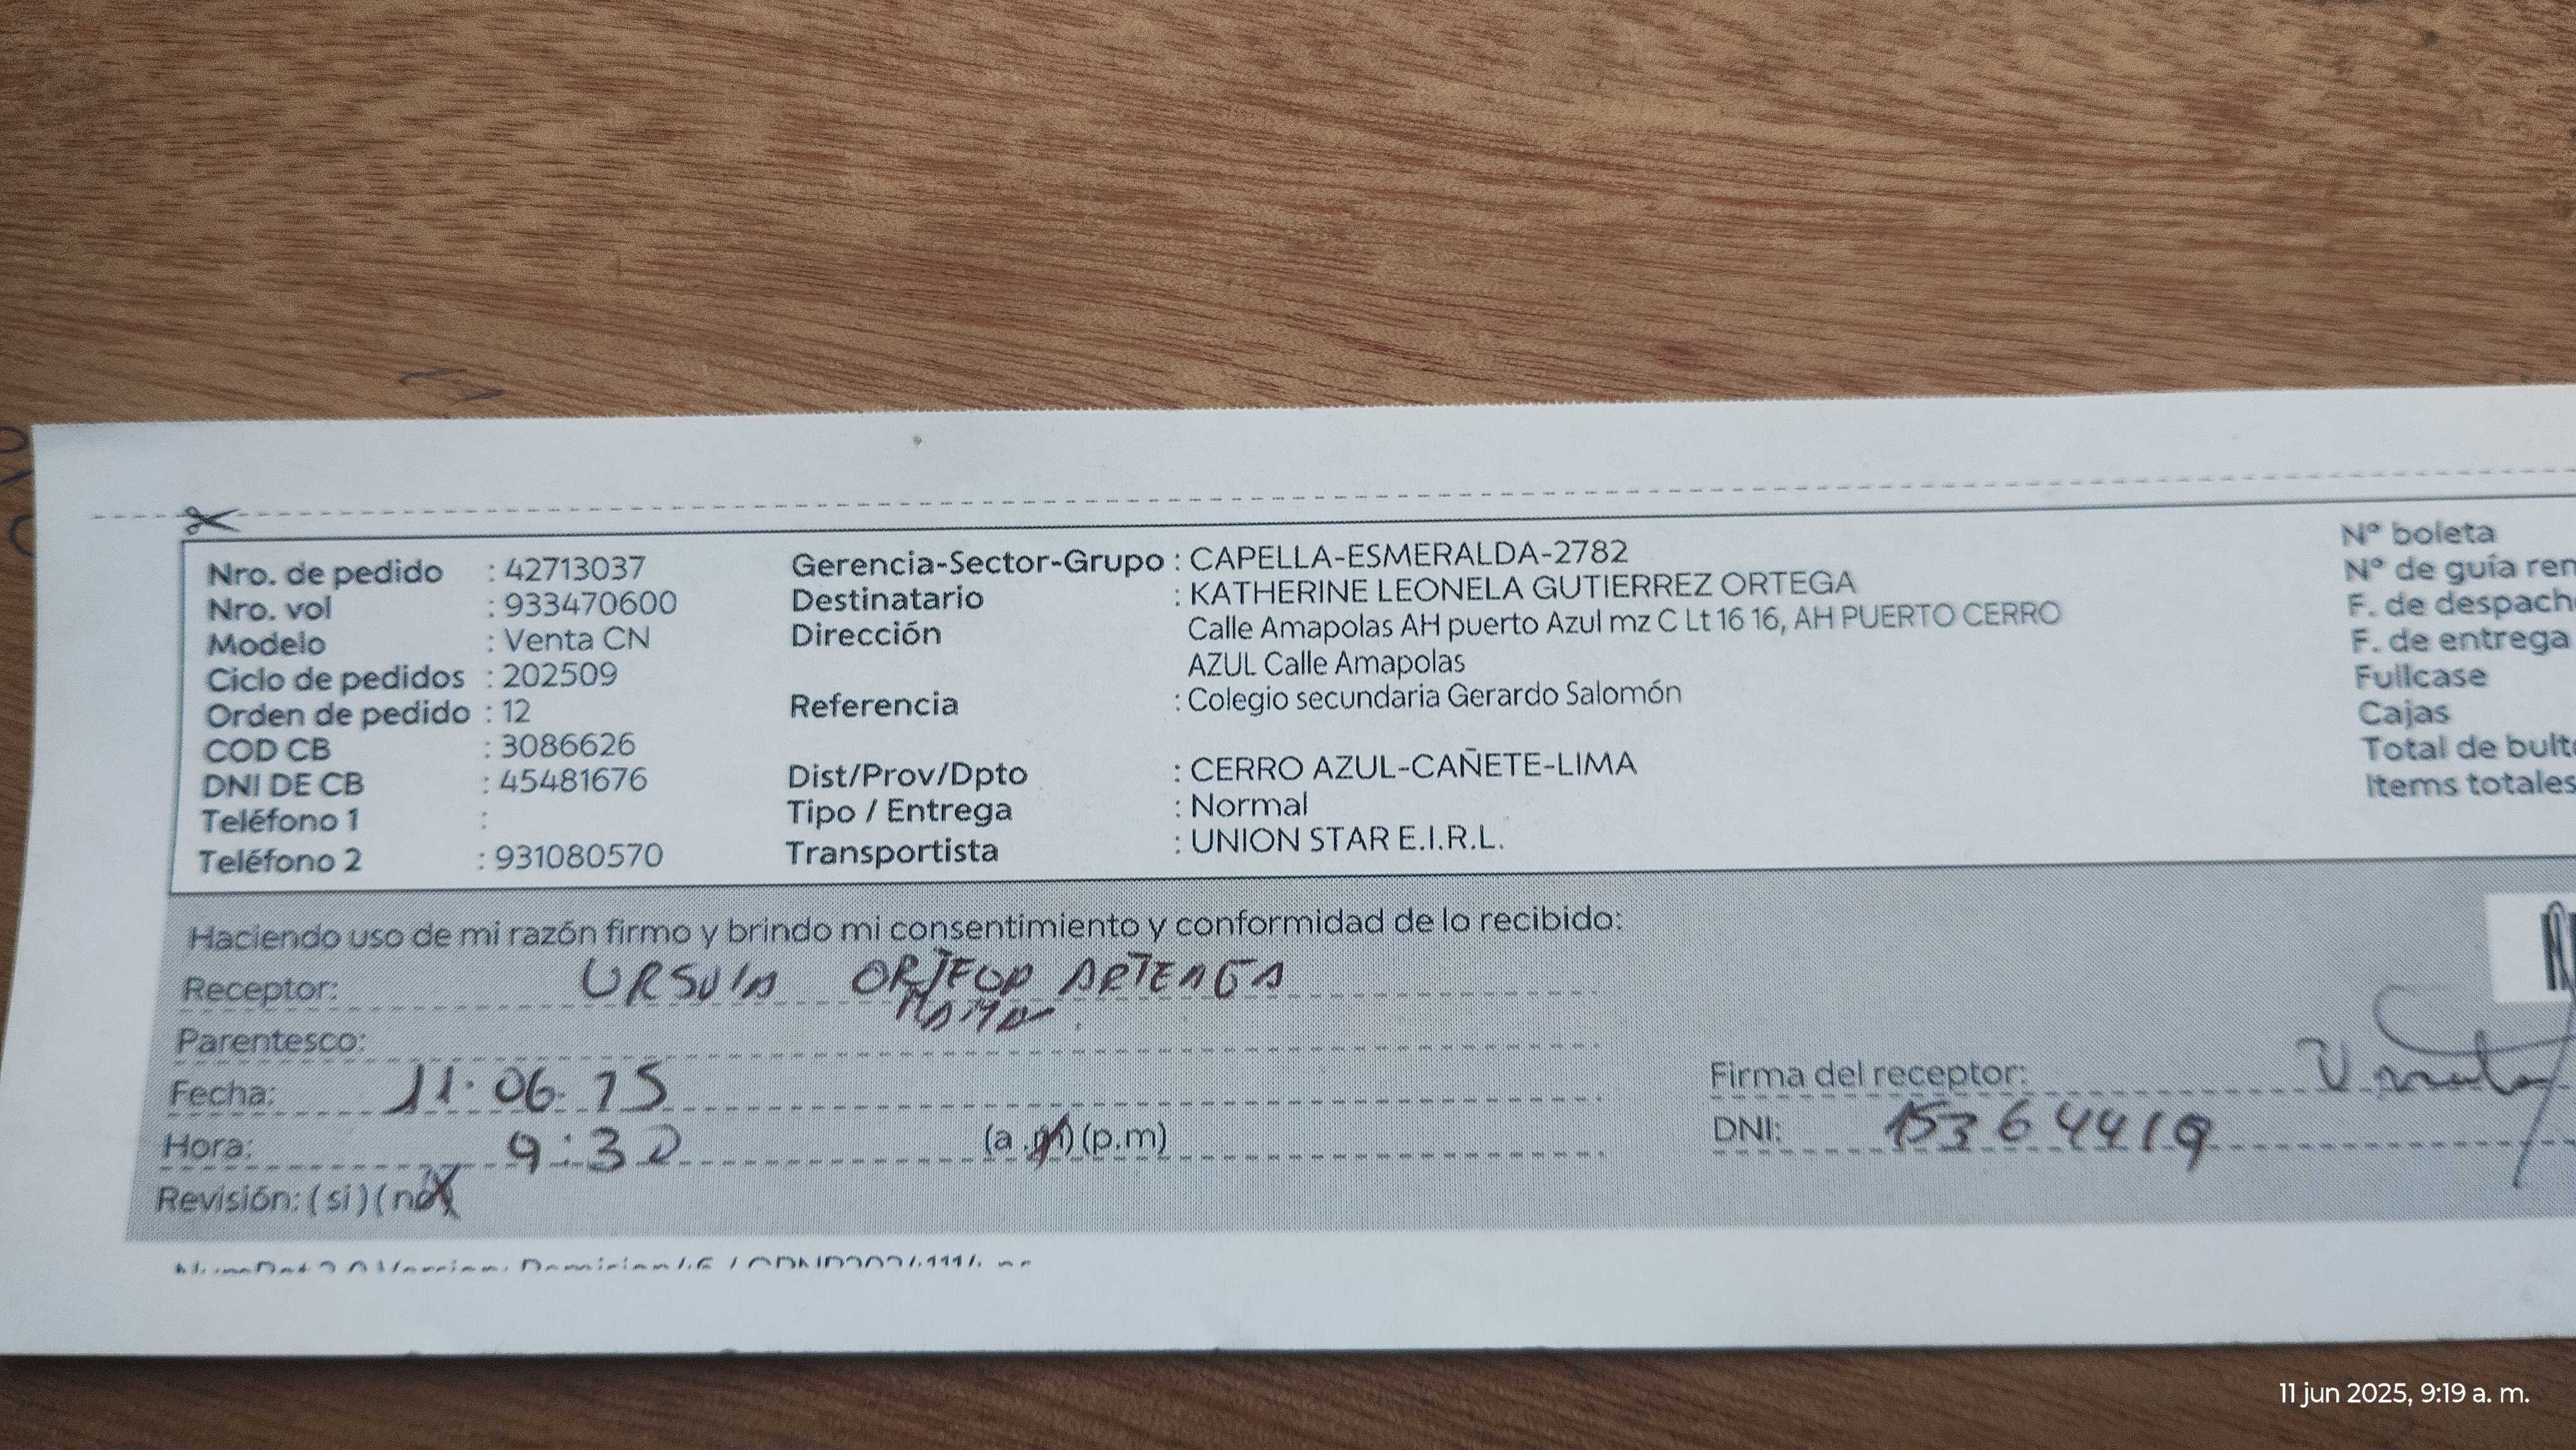 Nro. de pedido : 42713037
Nro. vol : 933470600
Modelo : Venta CN
Ciclo de pedidos : 202509
Orden de pedido : 12
COD CB : 3086626
DNI DE CB : 45481676
Teléfono 1 :
Teléfono 2 : 931080570
Gerencia-Sector-Grupo : CAPELLA-ESMERALDA-2782
Destinatario : KATHERINE LEONELA GUTIERREZ ORTEGA
Dirección Calle Amapolas AH puerto Azul mz C Lt 16 16, AH PUERTO CERRO
AZUL Calle Amapolas
Referencia : Colegio secundaria Gerardo Salomón
Dist/Prov/Dpto : CERRO AZUL-CAÑETE-LIMA
Tipo / Entrega : Normal
Transportista : UNION STAR E.I.R.L.
Nº boleta
Nº de guía rem
F. de despach
F. de entrega
Fullcase
Cajas
Total de bult
Items totales
Haciendo uso de mi razón firmo y brindo mi consentimiento y conformidad de lo recibido:
Receptor: URSULA ARTEAGA
MAMA
Parentesco:
Fecha: 11.06.
Hora: 9:30 (a.m) (p.m)
Revisión: (si) (no)
Firma del receptor:
DNI: 15364419
11 jun 2025, 9:19 a. m.